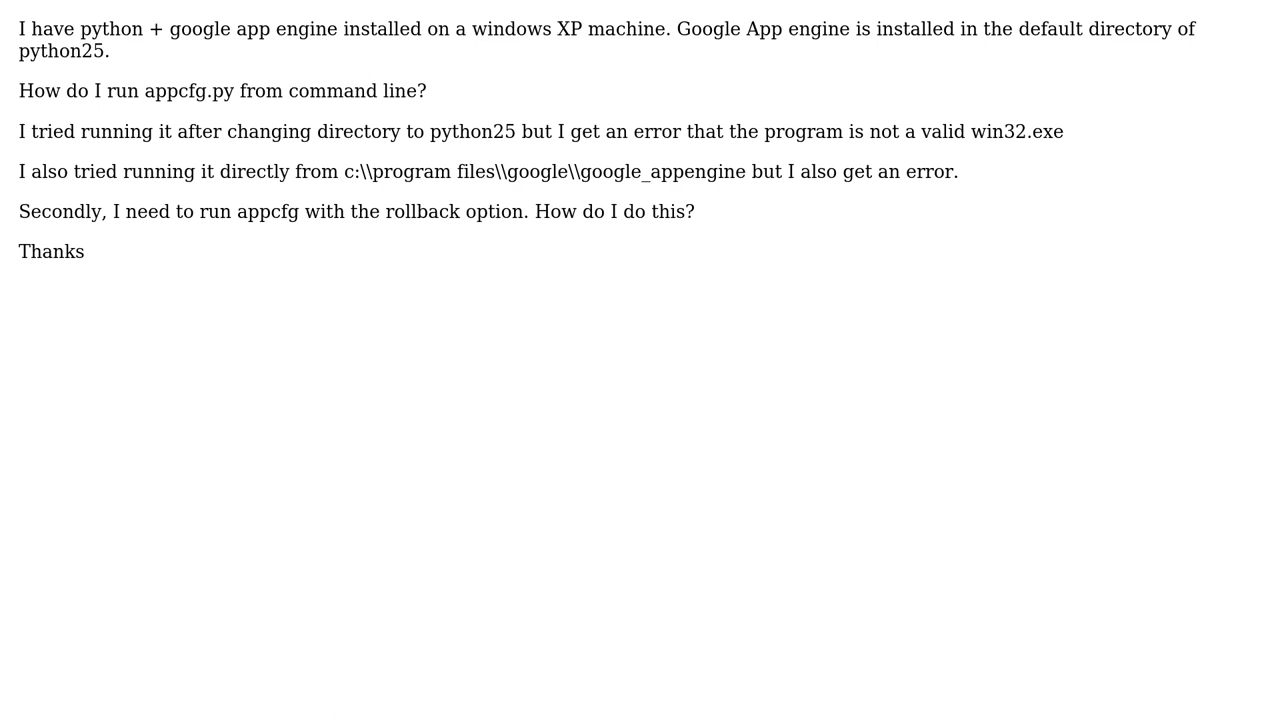 I have python + google app engine installed on a windows XP machine. Google App engine is installed in the default directory of
python25.
How do I run appcfg.py from command line?
I tried running it after changing directory to python25 but I get an error that the program is not a valid win32.exe
I also tried running it directly from c:\\program files\\google\\google_appengine but I also get an error.
Secondly, I need to run appcfg with the rollback option. How do I do this?
Thanks